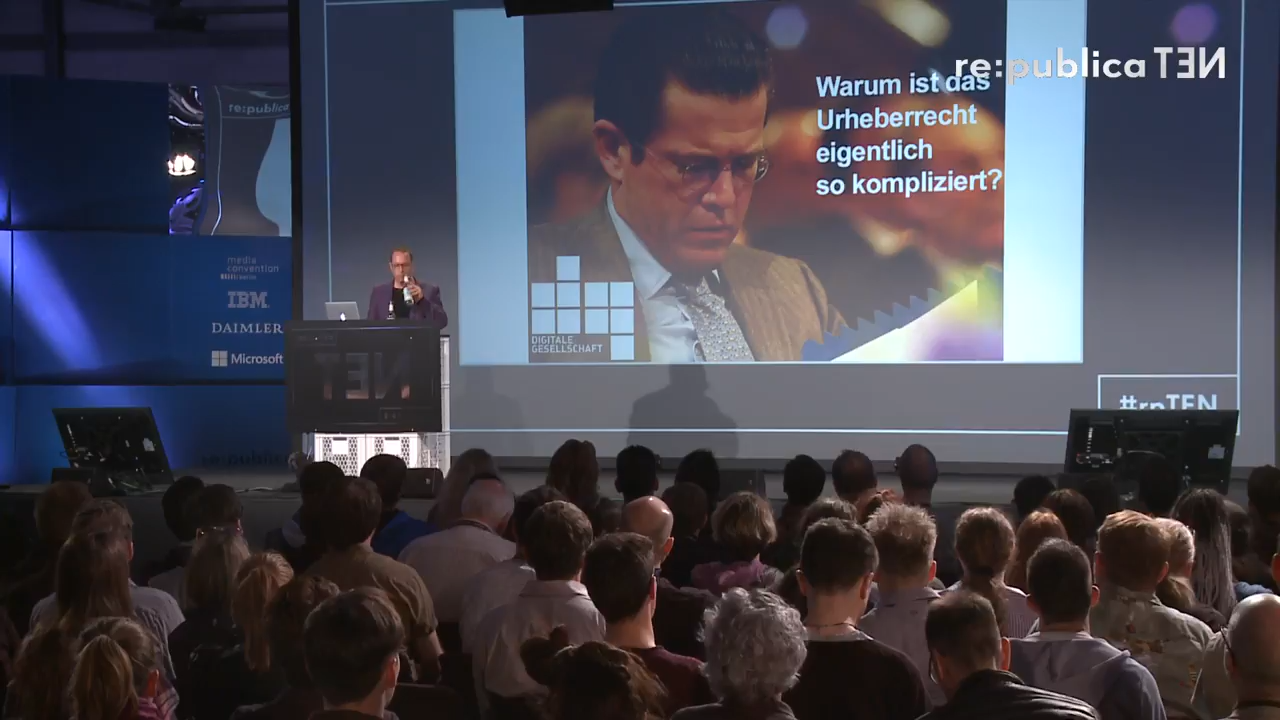 re:publica TEN
Warum ist das
Urheberrecht
eigentlich
so kompliziert?
DIGITALE
GESELLSCHAFT
re:publica
media
convention
IBM
DAIMLER
Microsoft
TEN
#rpTEN